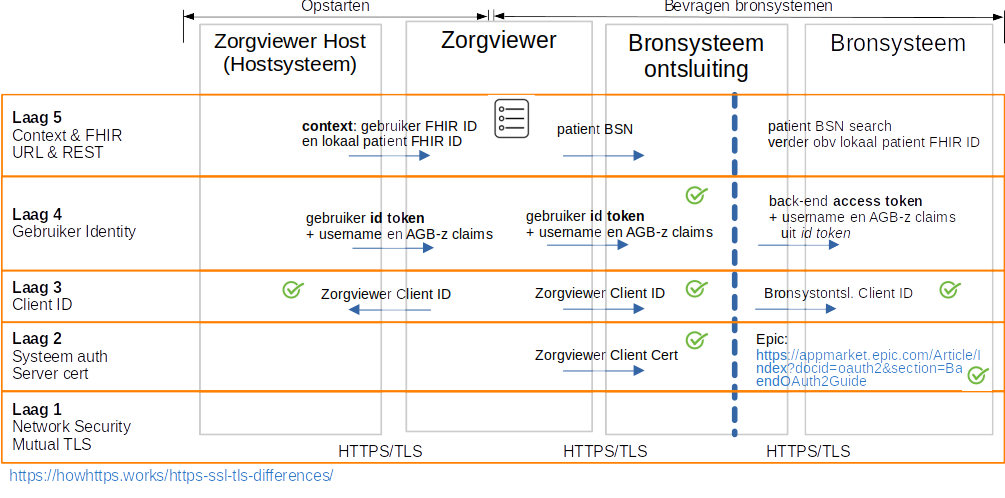 Opstarten
Bevragen bronsystemen
Zorgviewer Host
(Hostsysteem)
Zorgviewer
Bronsysteem
ontsluiting
Bronsysteem
Laag 5
Context & FHIR
URL & REST
context: gebruiker FHIR ID
en lokaal patient FHIR ID
patient BSN
patient BSN search
verder obv lokaal patient FHIR ID
Laag 4
Gebruiker Identity
gebruiker id token
+ username en AGB-z claims
gebruiker id token
+ username en AGB-z claims
back-end access token
+ username en AGB-z claims
uit id token
Laag 3
Client ID
Zorgviewer Client ID
Zorgviewer Client ID
Bronsystontsl. Client ID
Laag 2
Systeem auth
Server cert
Zorgviewer Client Cert
Epic:
https://appmarket.epic.com/Article/I
ndex?docid=oauth2&section=Ba
endOAuth2Guide
Laag 1
Network Security
Mutual TLS
HTTPS/TLS
HTTPS/TLS
HTTPS/TLS
https://howhttps.works/https-ssl-tls-differences/